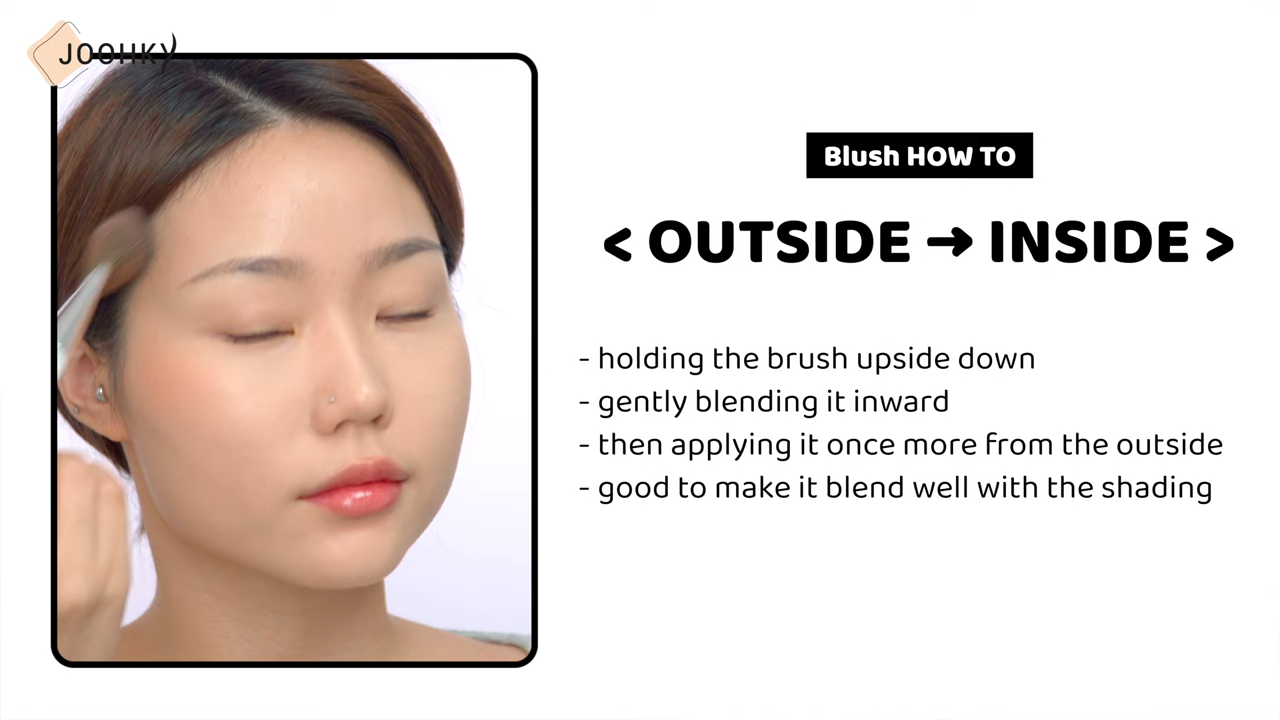 JOOHKY
Blush HOW TO
< OUTSIDE → INSIDE >
- holding the brush upside down
- gently blending it inward
- then applying it once more from the outside
- good to make it blend well with the shading